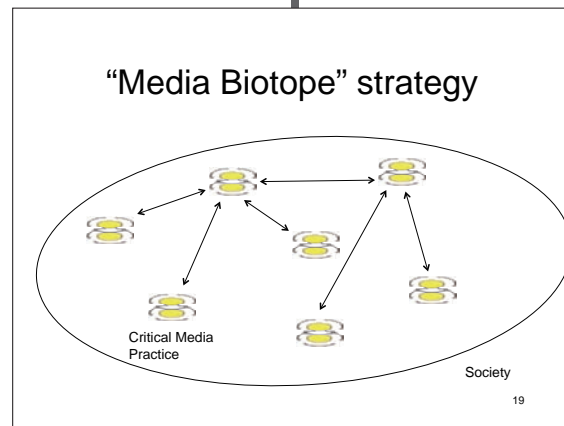 “Media Biotope” strategy
Critical Media
Practice
Society
19